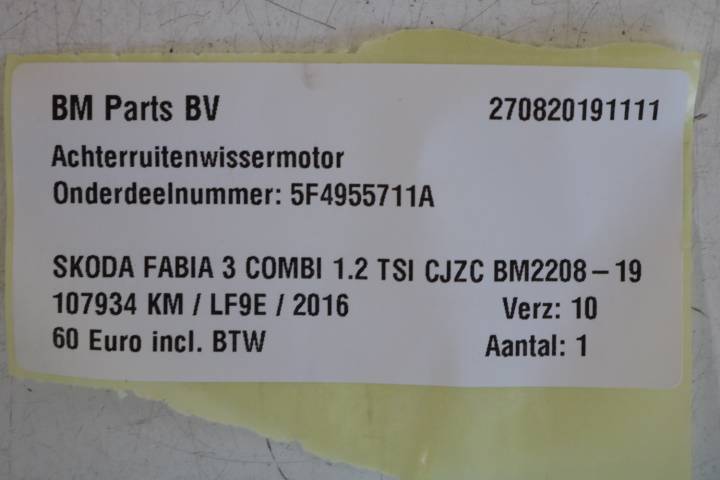 BM Parts BV 270820191111
Achterruitenwissermotor
Onderdeelnummer: 5F4955711A
SKODA FABIA 3 COMBI 1.2 TSI CJZC BM2208-19
107934 KM / LF9E / 2016 Verz: 10
60 Euro incl. BTW Aantal: 1